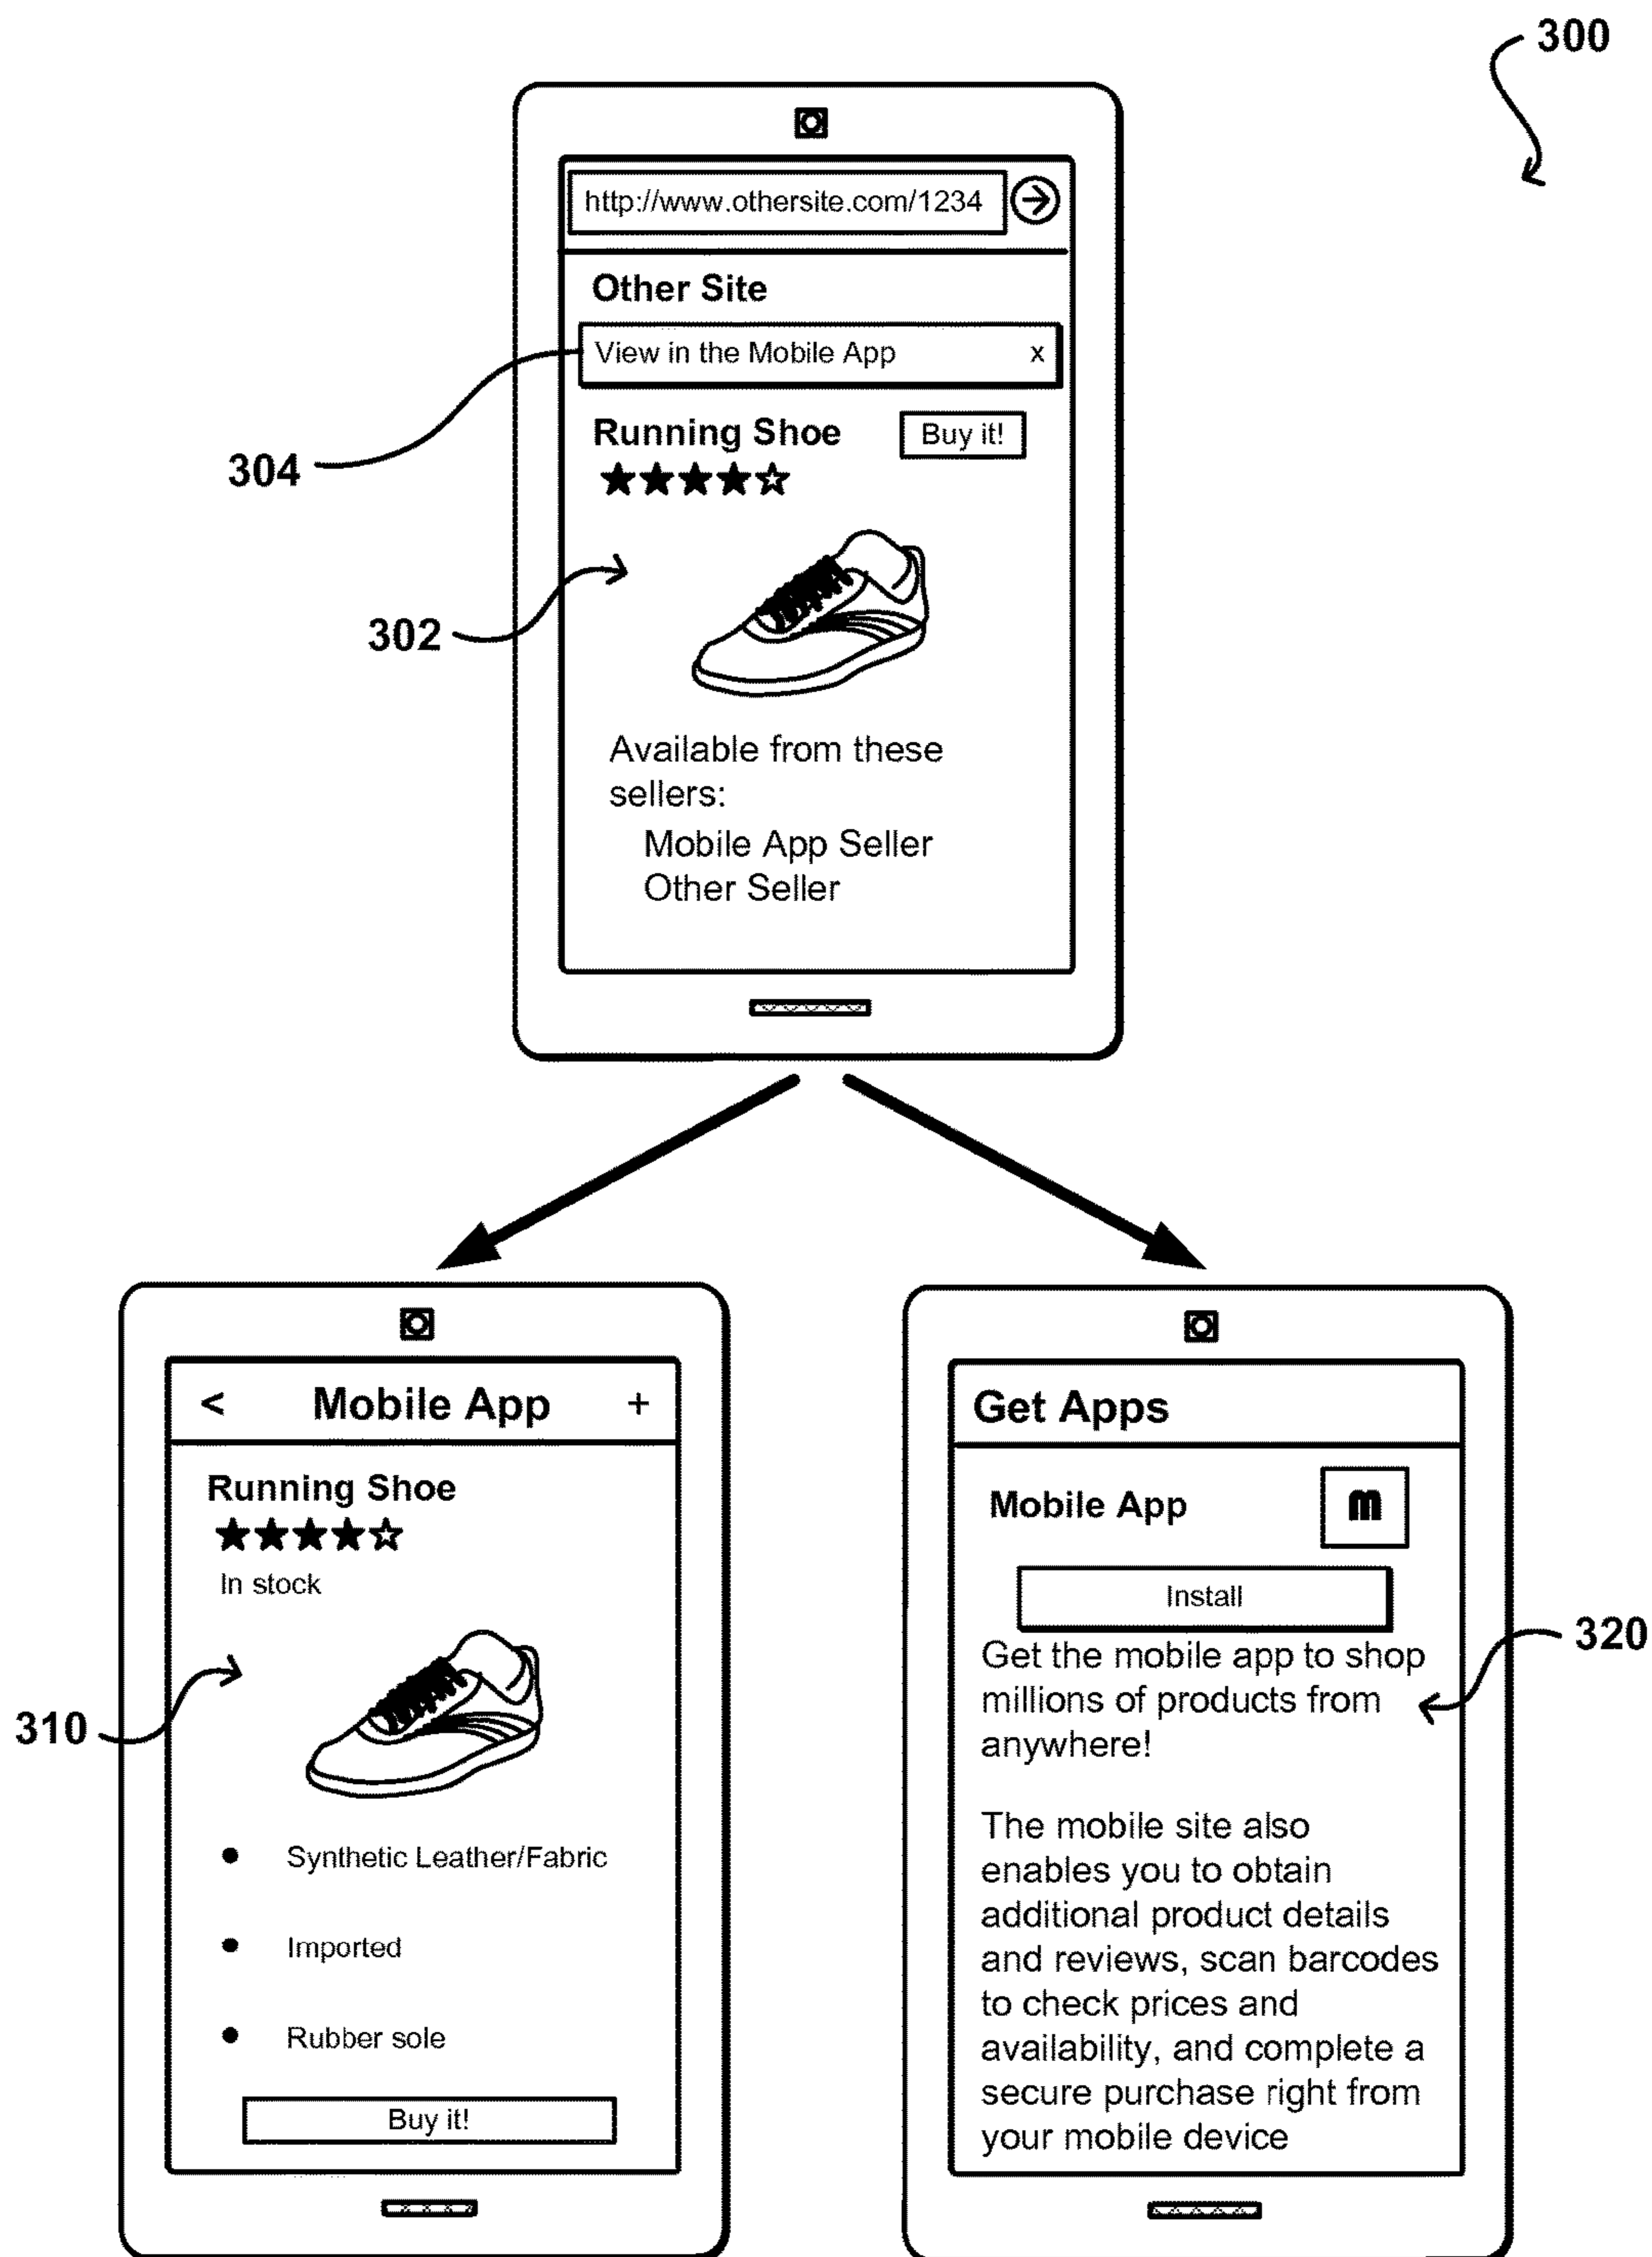 300
http://www.othersite.com/1234
Other Site
View in the Mobile App x
304
Running Shoe Buy it!
302
Available from these
sellers:
Mobile App Seller
Other Seller
< Mobile App +
Running Shoe
In stock
310
Synthetic Leather/Fabric
Imported
Rubber sole
Buy it!
Get Apps
Mobile App m
Install
320
Get the mobile app to shop
millions of products from
anywhere!
The mobile site also
enables you to obtain
additional product details
and reviews, scan barcodes
to check prices and
availability, and complete a
secure purchase right from
your mobile device